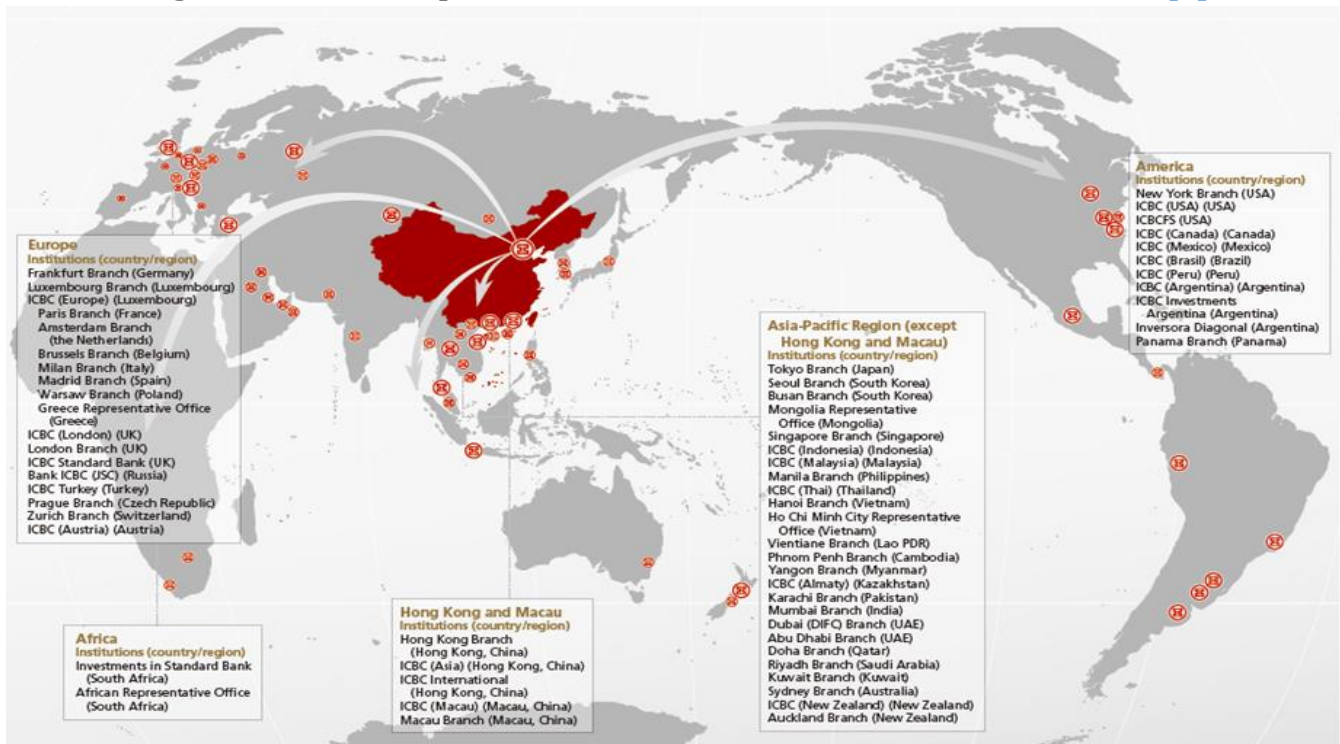 Europe
Institutions (country/region)
Frankfurt Branch (Germany)
Luxembourg Branch (Luxembourg)
ICBC (Europe) (Luxembourg)
Paris Branch (France)
Amsterdam Branch
(the Netherlands)
Brussels Branch (Belgium)
Milan Branch (Italy)
Madrid Branch (Spain)
Warsaw Branch (Poland)
Greece Representative Office
(Greece)
ICBC (London) (UK)
London Branch (UK)
ICBC Standard Bank (UK)
Bank ICBC (JSC) (Russia)
ICBC Turkey (Turkey)
Prague Branch (Czech Republic)
Zurich Branch (Switzerland)
ICBC (Austria) (Austria)
Africa
Institutions (country/region)
Investments in Standard Bank
(South Africa)
African Representative Office
(South Africa)
Hong Kong and Macau
Institutions (country/region)
Hong Kong Branch
(Hong Kong, China)
ICBC (Asia) (Hong Kong, China)
ICBC International
(Hong Kong, China)
ICBC (Macau) (Macau, China)
Macau Branch (Macau, China)
Asia-Pacific Region (except
Hong Kong and Macau)
Institutions (country/region)
Tokyo Branch (Japan)
Seoul Branch (South Korea)
Busan Branch (South Korea)
Mongolia Representative
Office (Mongolia)
Singapore Branch (Singapore)
ICBC (Indonesia) (Indonesia)
ICBC (Malaysia) (Malaysia)
Manila Branch (Philippines)
ICBC (Thai) (Thailand)
Hanoi Branch (Vietnam)
Ho Chi Minh City Representative
Office (Vietnam)
Vientiane Branch (Lao PDR)
Phnom Penh Branch (Cambodia)
Yangon Branch (Myanmar)
ICBC (Almaty) (Kazakhstan)
Karachi Branch (Pakistan)
Mumbai Branch (India)
Dubai (DIFC) Branch (UAE)
Abu Dhabi Branch (UAE)
Doha Branch (Qatar)
Riyadh Branch (Saudi Arabia)
Kuwait Branch (Kuwait)
Sydney Branch (Australia)
ICBC (New Zealand) (New Zealand)
Auckland Branch (New Zealand)
America
Institutions (country/region)
New York Branch (USA)
ICBC (USA) (USA)
ICBCFS (USA)
ICBC (Canada) (Canada)
ICBC (Mexico) (Mexico)
ICBC (Brasil) (Brazil)
ICBC (Peru) (Peru)
ICBC (Argentina) (Argentina)
ICBC Investments
Argentina (Argentina)
Inversora Diagonal (Argentina)
Panama Branch (Panama)